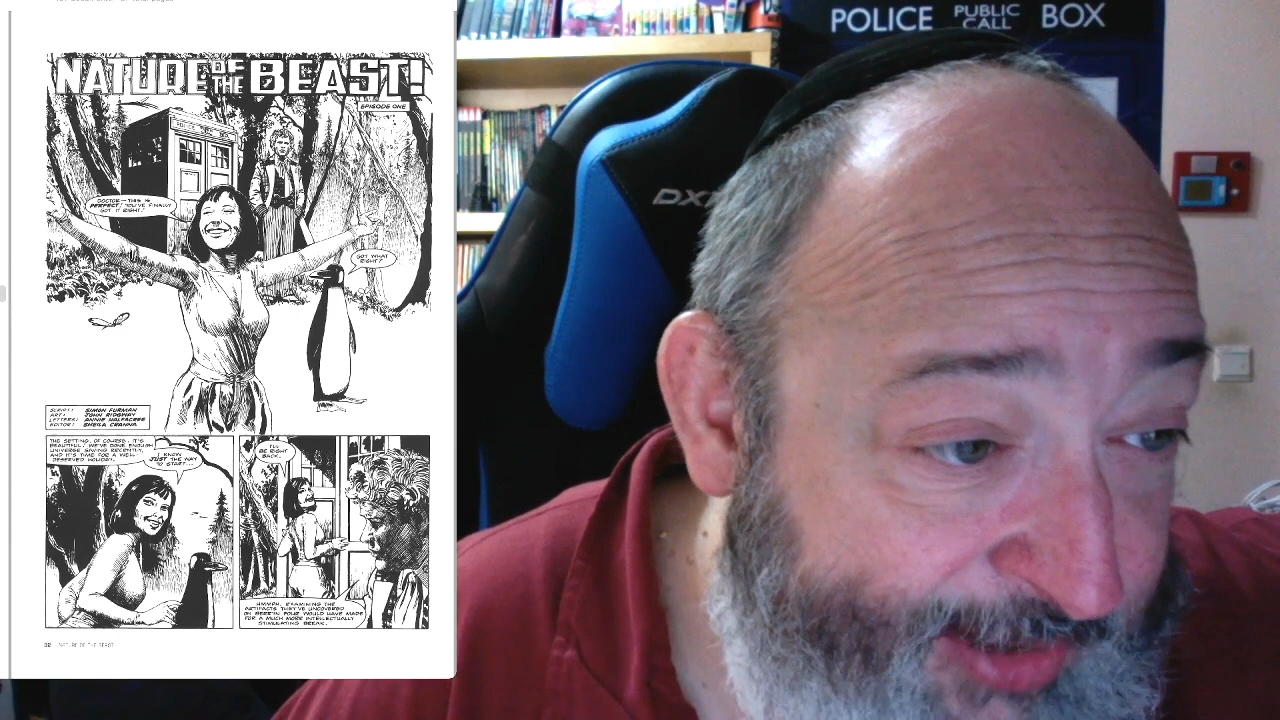 NATURE OF THE BEAST!
EPISODE ONE
DOCTOR--THIS IS
PERFECT! YOU'VE FINALLY
GOT IT RIGHT!
GOT WHAT
RIGHT?
SCRIPT: SIMON FURMAN
ART: JOHN RIDGWAY
LETTERS: ANNIE HALFACREE
EDITOR: SHEILA CRANNA
THE SETTING, OF COURSE. IT'S
BEAUTIFUL! WE'VE DONE ENOUGH
UNIVERSE SAVING RECENTLY,
AND IT'S TIME FOR A WELL-
DESERVED HOLIDAY.
I KNOW
JUST THE WAY
TO START...
I'LL
BE RIGHT
BACK.
HMMPH. EXAMINING THE
ARTIFACTS THEY'VE UNCOVERED
FOUR WOULD HAVE MADE
FOR A MUCH MORE INTELLECTUALLY
STIMULATING BREAK.
32 NATURE OF THE BEAST
POLICE PUBLIC CALL BOX